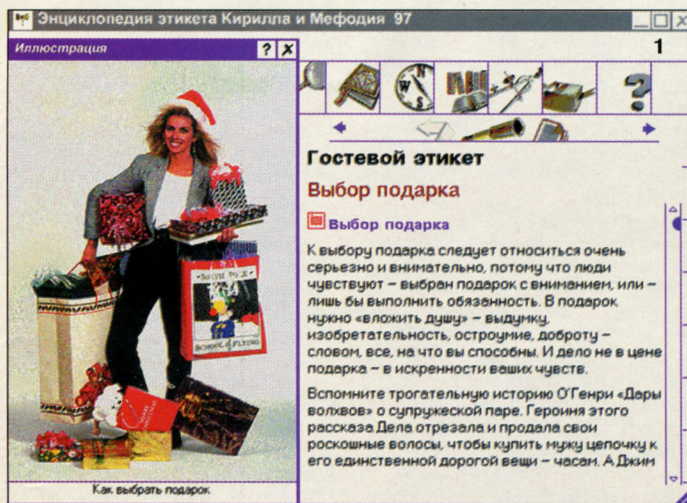 Энциклопедия этикета Кирилла и Мефодия 97
Иллюстрация
? X
1
N
W
S
?
Гостевой этикет
Выбор подарка
Выбор подарка
К выбору подарка следует относиться очень
серьезно и внимательно, потому что люди
чувствуют – выбран подарок с вниманием, или –
лишь бы выполнить обязанность. В подарок
нужно «вложить душу» – выдумку,
изобретательность, остроумие, доброту –
словом, все, на что вы способны. И дело не в цене
подарка – в искренности ваших чувств.
Вспомните трогательную историю О'Генри «Дары
волхвов» о супружеской паре. Героиня этого
рассказа Дела отрезала и продала свои
роскошные волосы, чтобы купить мужу цепочку к
его единственной дорогой вещи – часам. А Джим
SCHOOL of FLYING
Как выбрать подарок